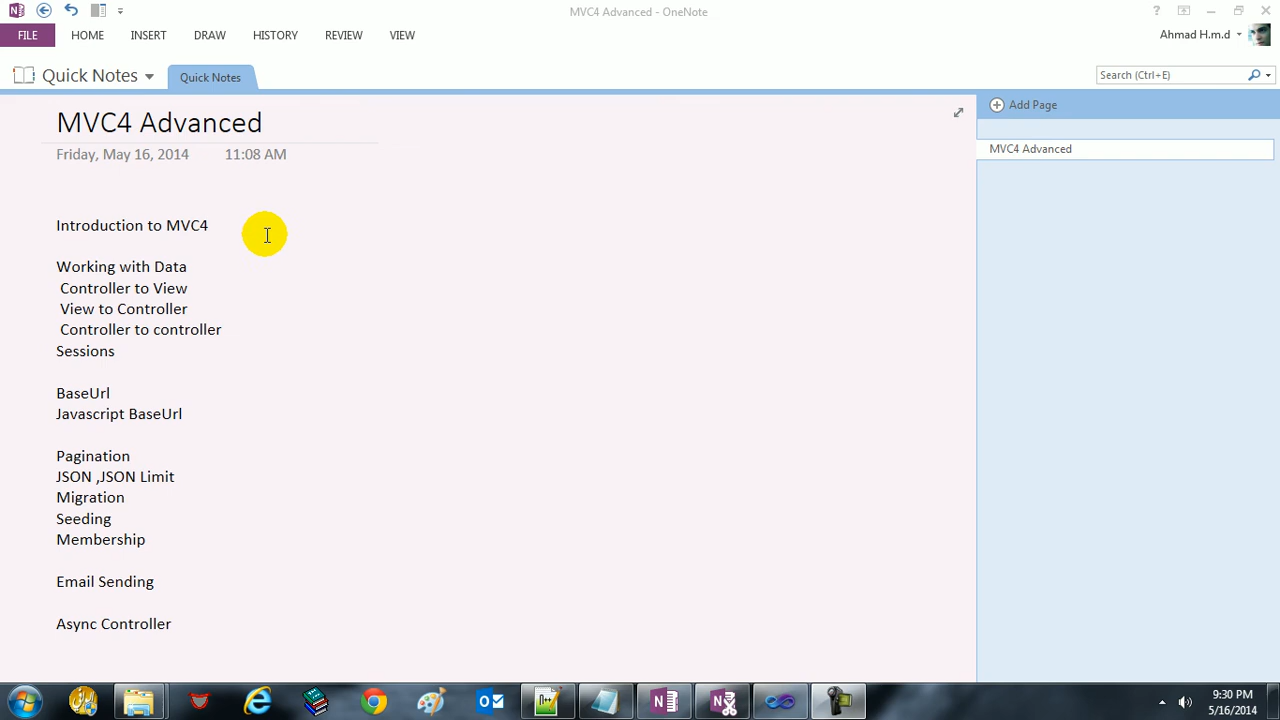 MVC4 Advanced - OneNote
?
FILE HOME INSERT DRAW HISTORY REVIEW VIEW
Ahmad H.m.d
Quick Notes
Quick Notes
Search (Ctrl+E)
MVC4 Advanced
Friday, May 16, 2014 11:08 AM
Add Page
MVC4 Advanced
Introduction to MVC4
Working with Data
Controller to View
View to Controller
Controller to controller
Sessions
BaseUrl
Javascript BaseUrl
Pagination
JSON ,JSON Limit
Migration
Seeding
Membership
Email Sending
Async Controller
9:30 PM
5/16/2014